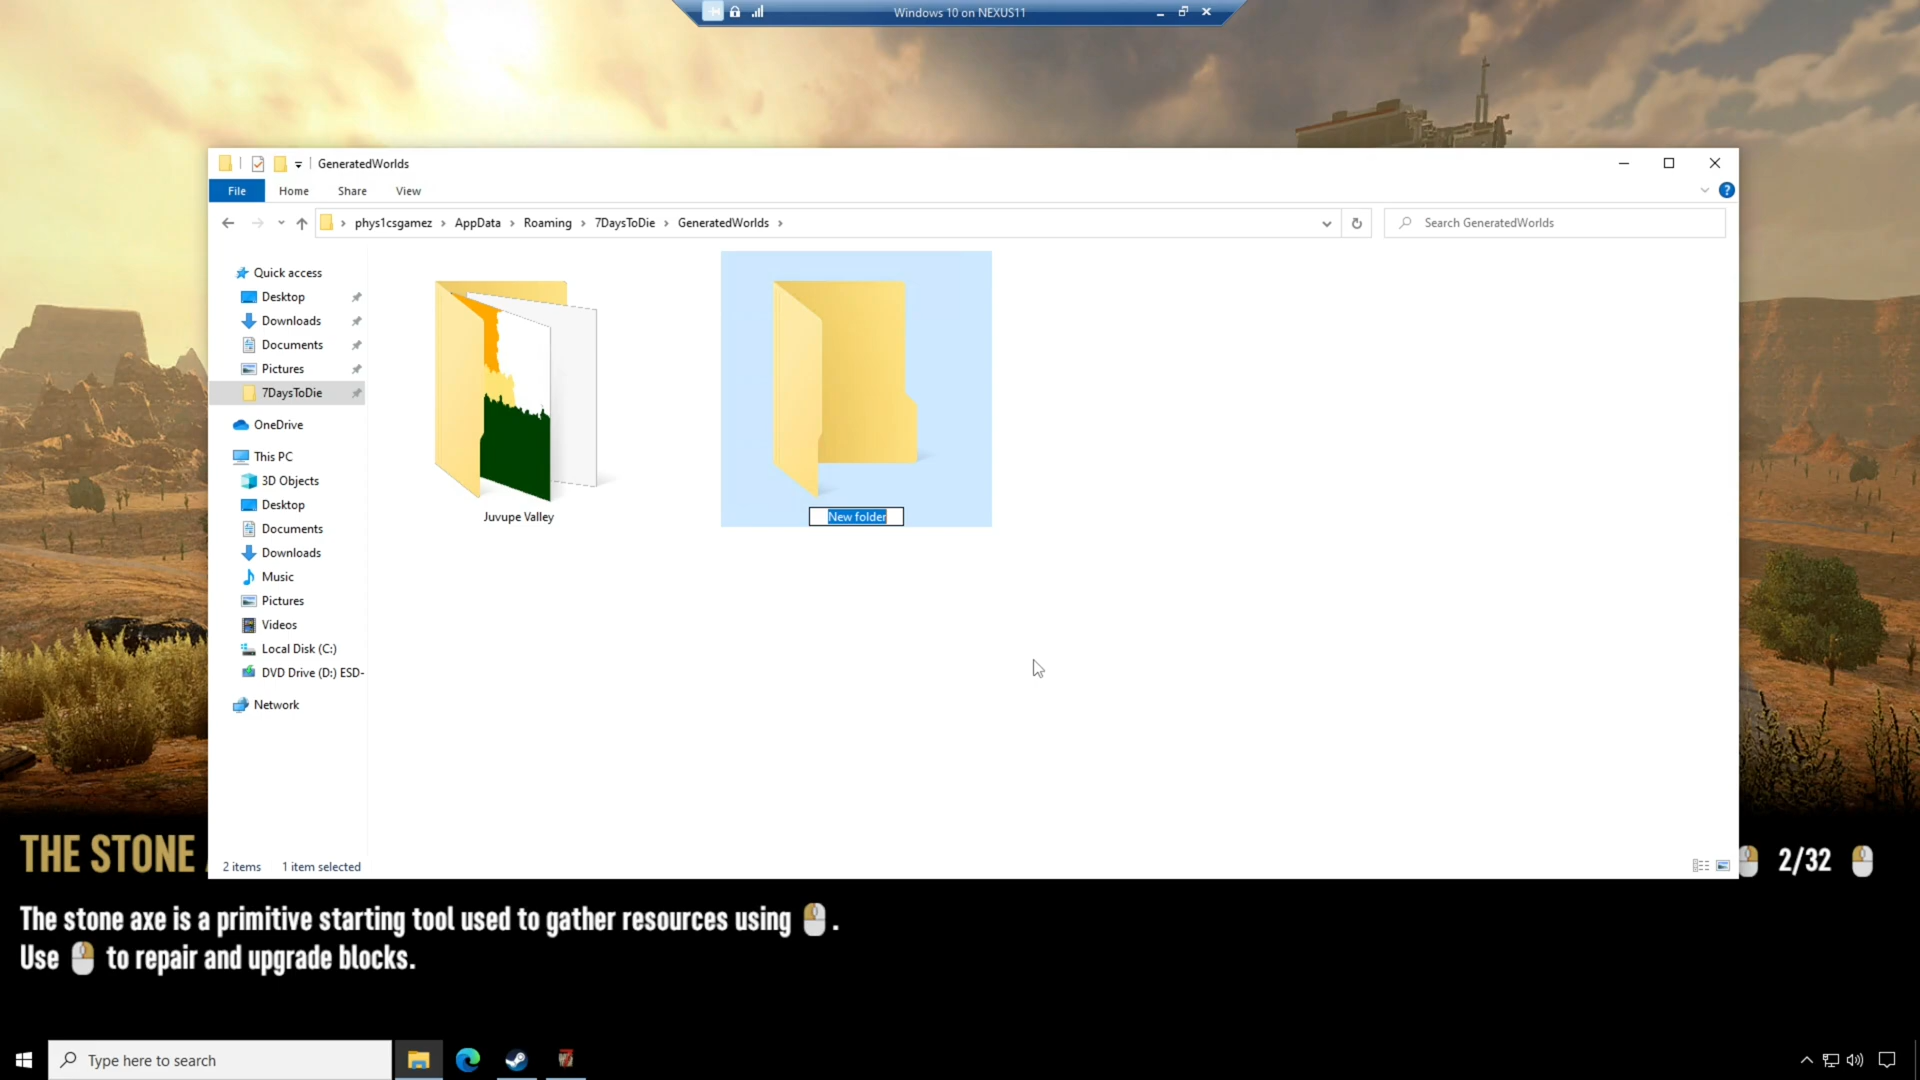 Windows 10 on NEXUS11
GeneratedWorlds
File
Home
Share
View
phys1csgamez
AppData
Roaming
7DaysToDie
GeneratedWorlds
Search GeneratedWorlds
Quick access
Desktop
Downloads
Documents
Pictures
7DaysToDie
OneDrive
This PC
3D Objects
Desktop
Documents
Downloads
Music
Pictures
Videos
Local Disk (C:)
DVD Drive (D:) ESD-
Network
Juvupe Valley
New folder
2 items
1 item selected
THE STONE
2/32
The stone axe is a primitive starting tool used to gather resources using .
Use to repair and upgrade blocks.
Type here to search